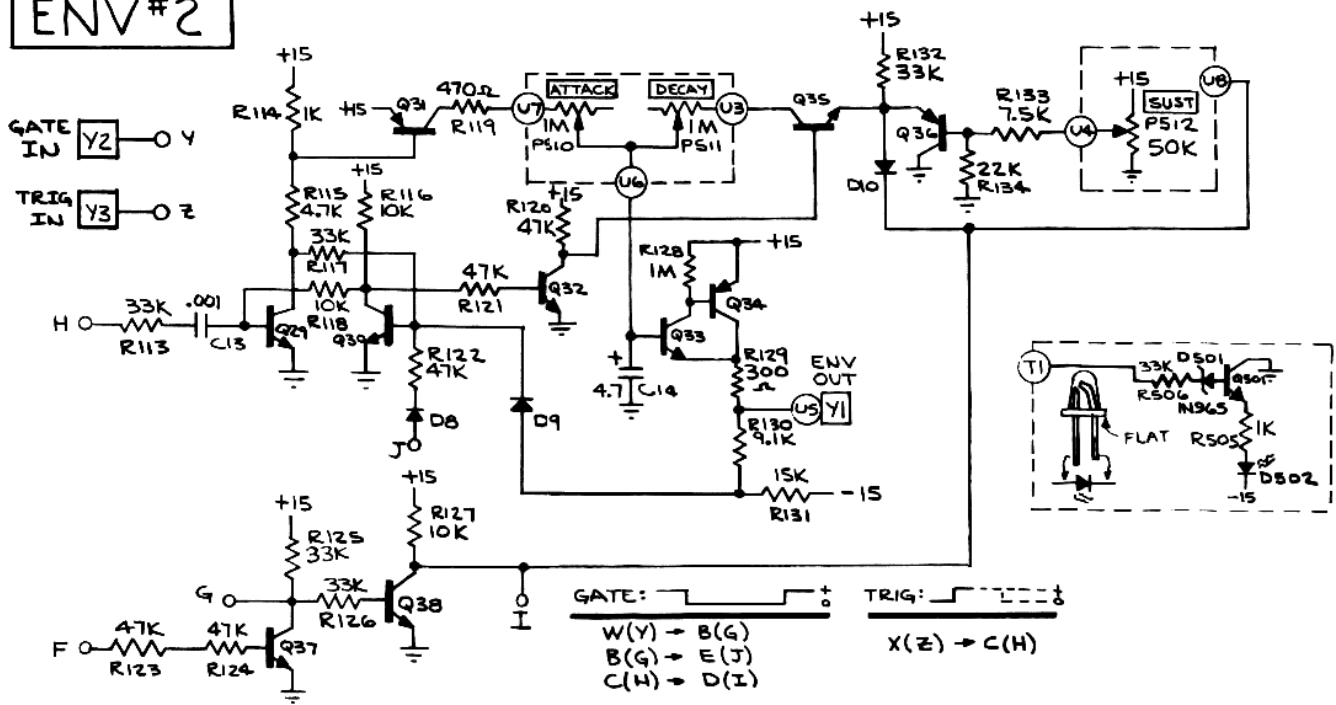 ENV #2
+15
R114
1K
+15
Q31
470Ω
R119
U7
ATTACK
1M
P510
DECAY
1M
P511
U3
U6
Q35
+15
R132
33K
Q36
R133
7.5K
22K
R134
U4
+15
SUST
P512
50K
U8
D10
GATE IN
Y2
Y
TRIG IN
Y3
Z
R115
4.7K
+15
R116
10K
33K
R117
10K
R118
47K
R121
+15
R120
47K
Q32
R128
1M
+15
Q34
Q33
H
33K
R113
.001
C13
Q29
Q30
R122
47K
D8
J
D9
+
4.7
C14
R129
300
Ω
ENV
OUT
U5
Y1
R130
9.1K
15K
R131
-15
T1
33K
R506
D501
IN965
Q501
FLAT
R505
1K
D502
-15
+15
R125
33K
G
33K
R126
+15
R127
10K
Q38
F
47K
R123
47K
R124
Q37
I
GATE:
+
0
W(Y) → B(G)
B(G) → E(J)
C(H) → D(I)
TRIG:
+
0
X(Z) → C(H)